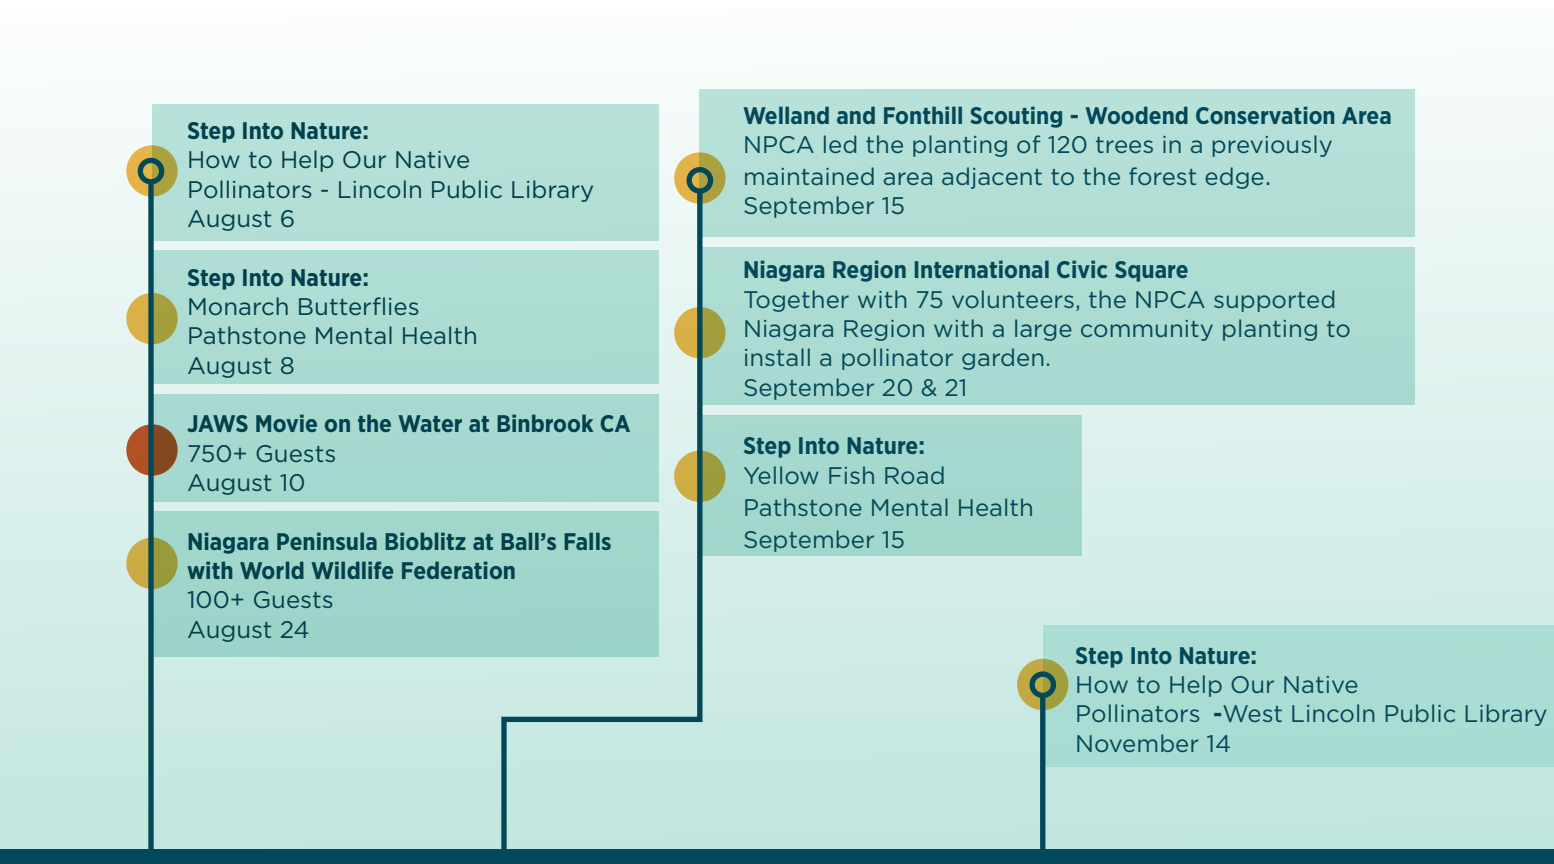 Step Into Nature:
How to Help Our Native
Pollinators - Lincoln Public Library
August 6
Step Into Nature:
Monarch Butterflies
Pathstone Mental Health
August 8
JAWS Movie on the Water at Binbrook CA
750+ Guests
August 10
Niagara Peninsula Bioblitz at Ball’s Falls
with World Wildlife Federation
100+ Guests
August 24
Welland and Fonthill Scouting - Woodend Conservation Area
NPCA led the planting of 120 trees in a previously
maintained area adjacent to the forest edge.
September 15
Niagara Region International Civic Square
Together with 75 volunteers, the NPCA supported
Niagara Region with a large community planting to
install a pollinator garden.
September 20 & 21
Step Into Nature:
Yellow Fish Road
Pathstone Mental Health
September 15
Step Into Nature:
How to Help Our Native
Pollinators -West Lincoln Public Library
November 14